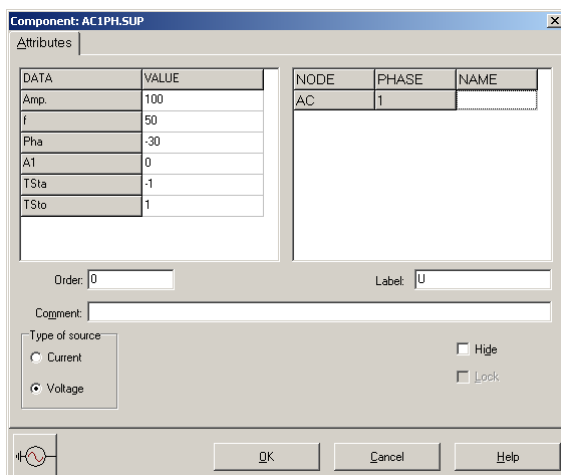 Component: AC1PH.SUP
Attributes
DATA VALUE
Amp. 100
f 50
Pha -30
A1 0
TSta -1
TSto 1
NODE PHASE NAME
AC 1
Order: 0
Label: U
Comment:
Type of source
Current
Voltage
Hide
Lock
OK
Cancel
Help